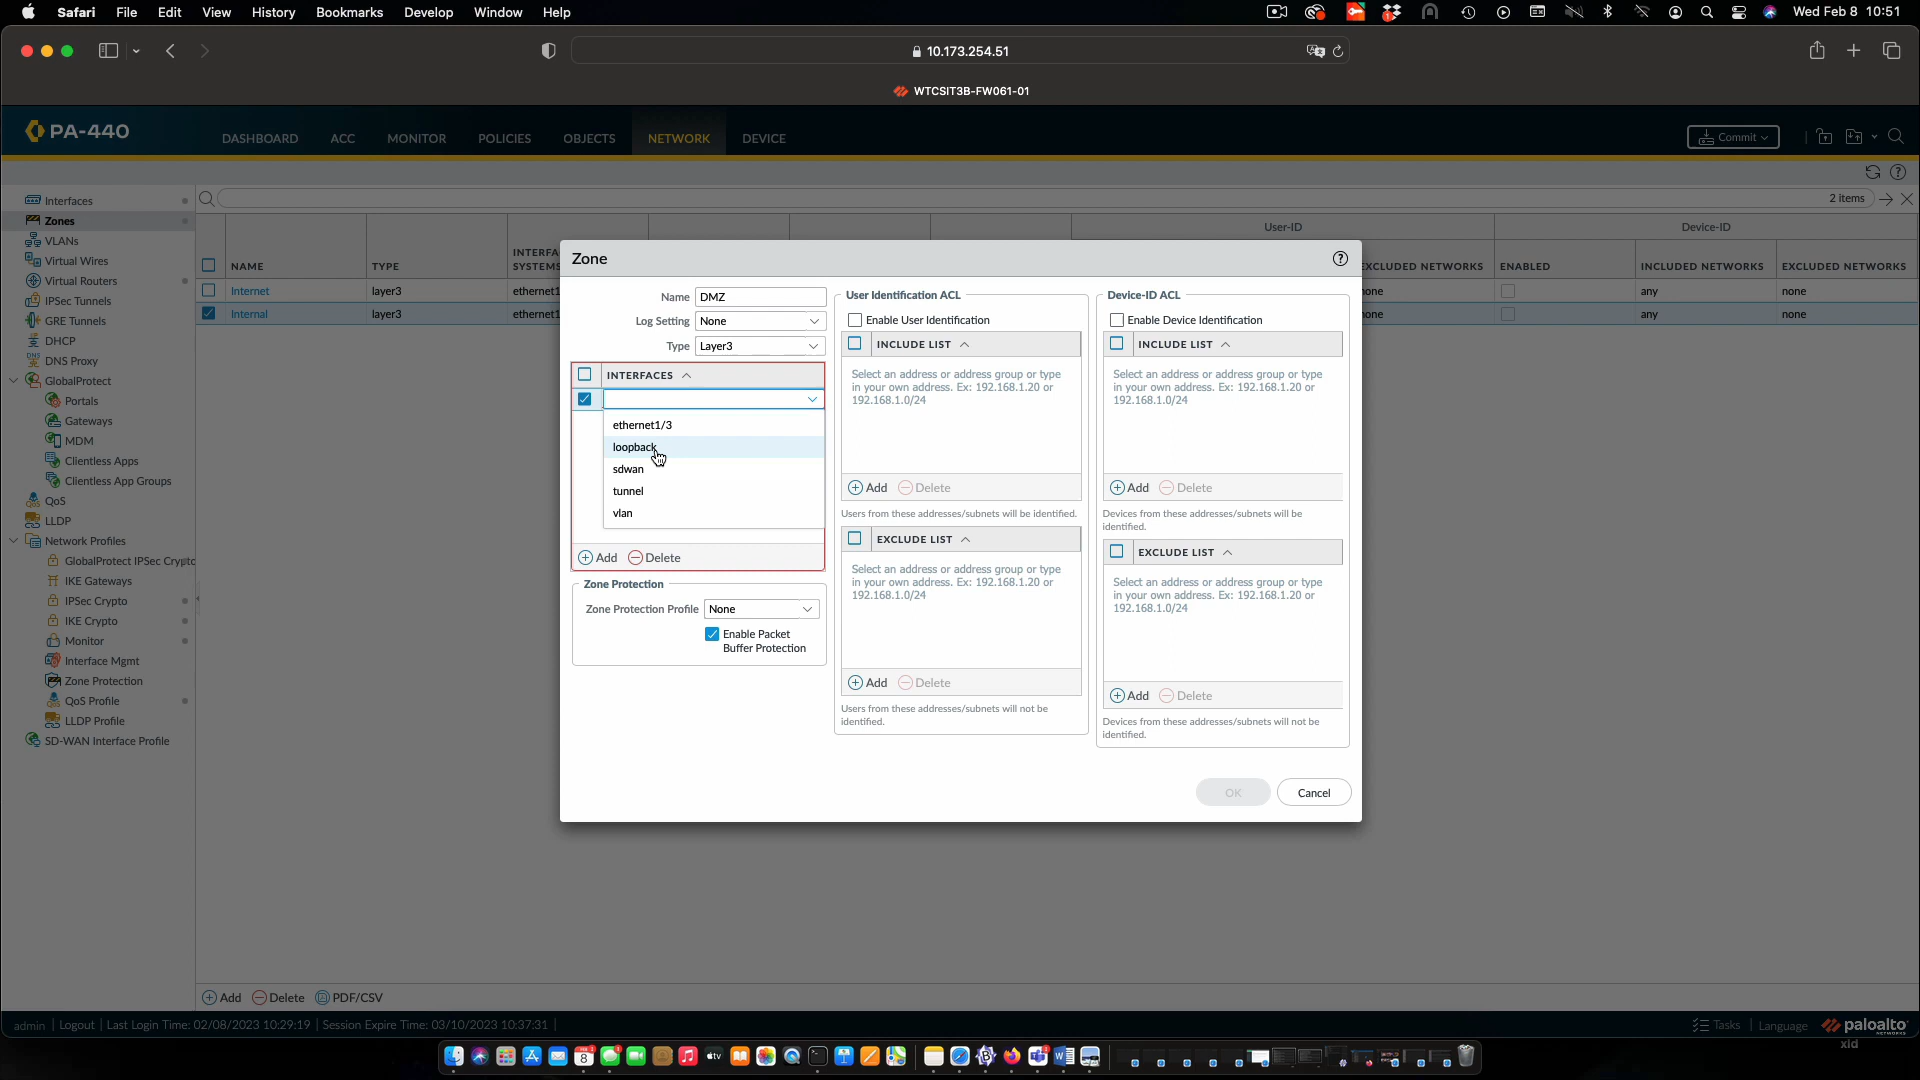 Safari File Edit View History Bookmarks Develop Window Help Wed Feb 8 10:51
10.173.254.51
WTCSIT3B-FW061-01
PA-440
DASHBOARD ACC MONITOR POLICIES OBJECTS NETWORK DEVICE
Commit
Interfaces
Zones
VLANs
Virtual Wires
Virtual Routers
IPSec Tunnels
GRE Tunnels
DHCP
DNS Proxy
GlobalProtect
Portals
Gateways
MDM
Clientless Apps
Clientless App Groups
QoS
LLDP
Network Profiles
GlobalProtect IPSec Crypto
IKE Gateways
IPSec Crypto
IKE Crypto
Monitor
Interface Mgmt
Zone Protection
QoS Profile
LLDP Profile
SD-WAN Interface Profile
2 items
User-ID Device-ID
NAME TYPE INTERFA
SYSTEMS
EXCLUDED NETWORKS ENABLED INCLUDED NETWORKS EXCLUDED NETWORKS
Internet layer3 ethernet1 none any none
Internal layer3 ethernet1 none any none
Zone
Name DMZ
Log Setting None
Type Layer3
INTERFACES
ethernet1/3
loopback
sdwan
tunnel
vlan
Add Delete
Zone Protection
Zone Protection Profile None
Enable Packet
Buffer Protection
User Identification ACL
Enable User Identification
INCLUDE LIST
Select an address or address group or type
in your own address. Ex: 192.168.1.20 or
192.168.1.0/24
Add Delete
Users from these addresses/subnets will be identified.
EXCLUDE LIST
Select an address or address group or type
in your own address. Ex: 192.168.1.20 or
192.168.1.0/24
Add Delete
Users from these addresses/subnets will not be
identified.
Device-ID ACL
Enable Device Identification
INCLUDE LIST
Select an address or address group or type
in your own address. Ex: 192.168.1.20 or
192.168.1.0/24
Add Delete
Devices from these addresses/subnets will be
identified.
EXCLUDE LIST
Select an address or address group or type
in your own address. Ex: 192.168.1.20 or
192.168.1.0/24
Add Delete
Devices from these addresses/subnets will not be
identified.
OK Cancel
Add Delete PDF/CSV
admin | Logout | Last Login Time: 02/08/2023 10:29:19 | Session Expire Time: 03/10/2023 10:37:31 |
Tasks | Language paloalto
NETWORKS
xld